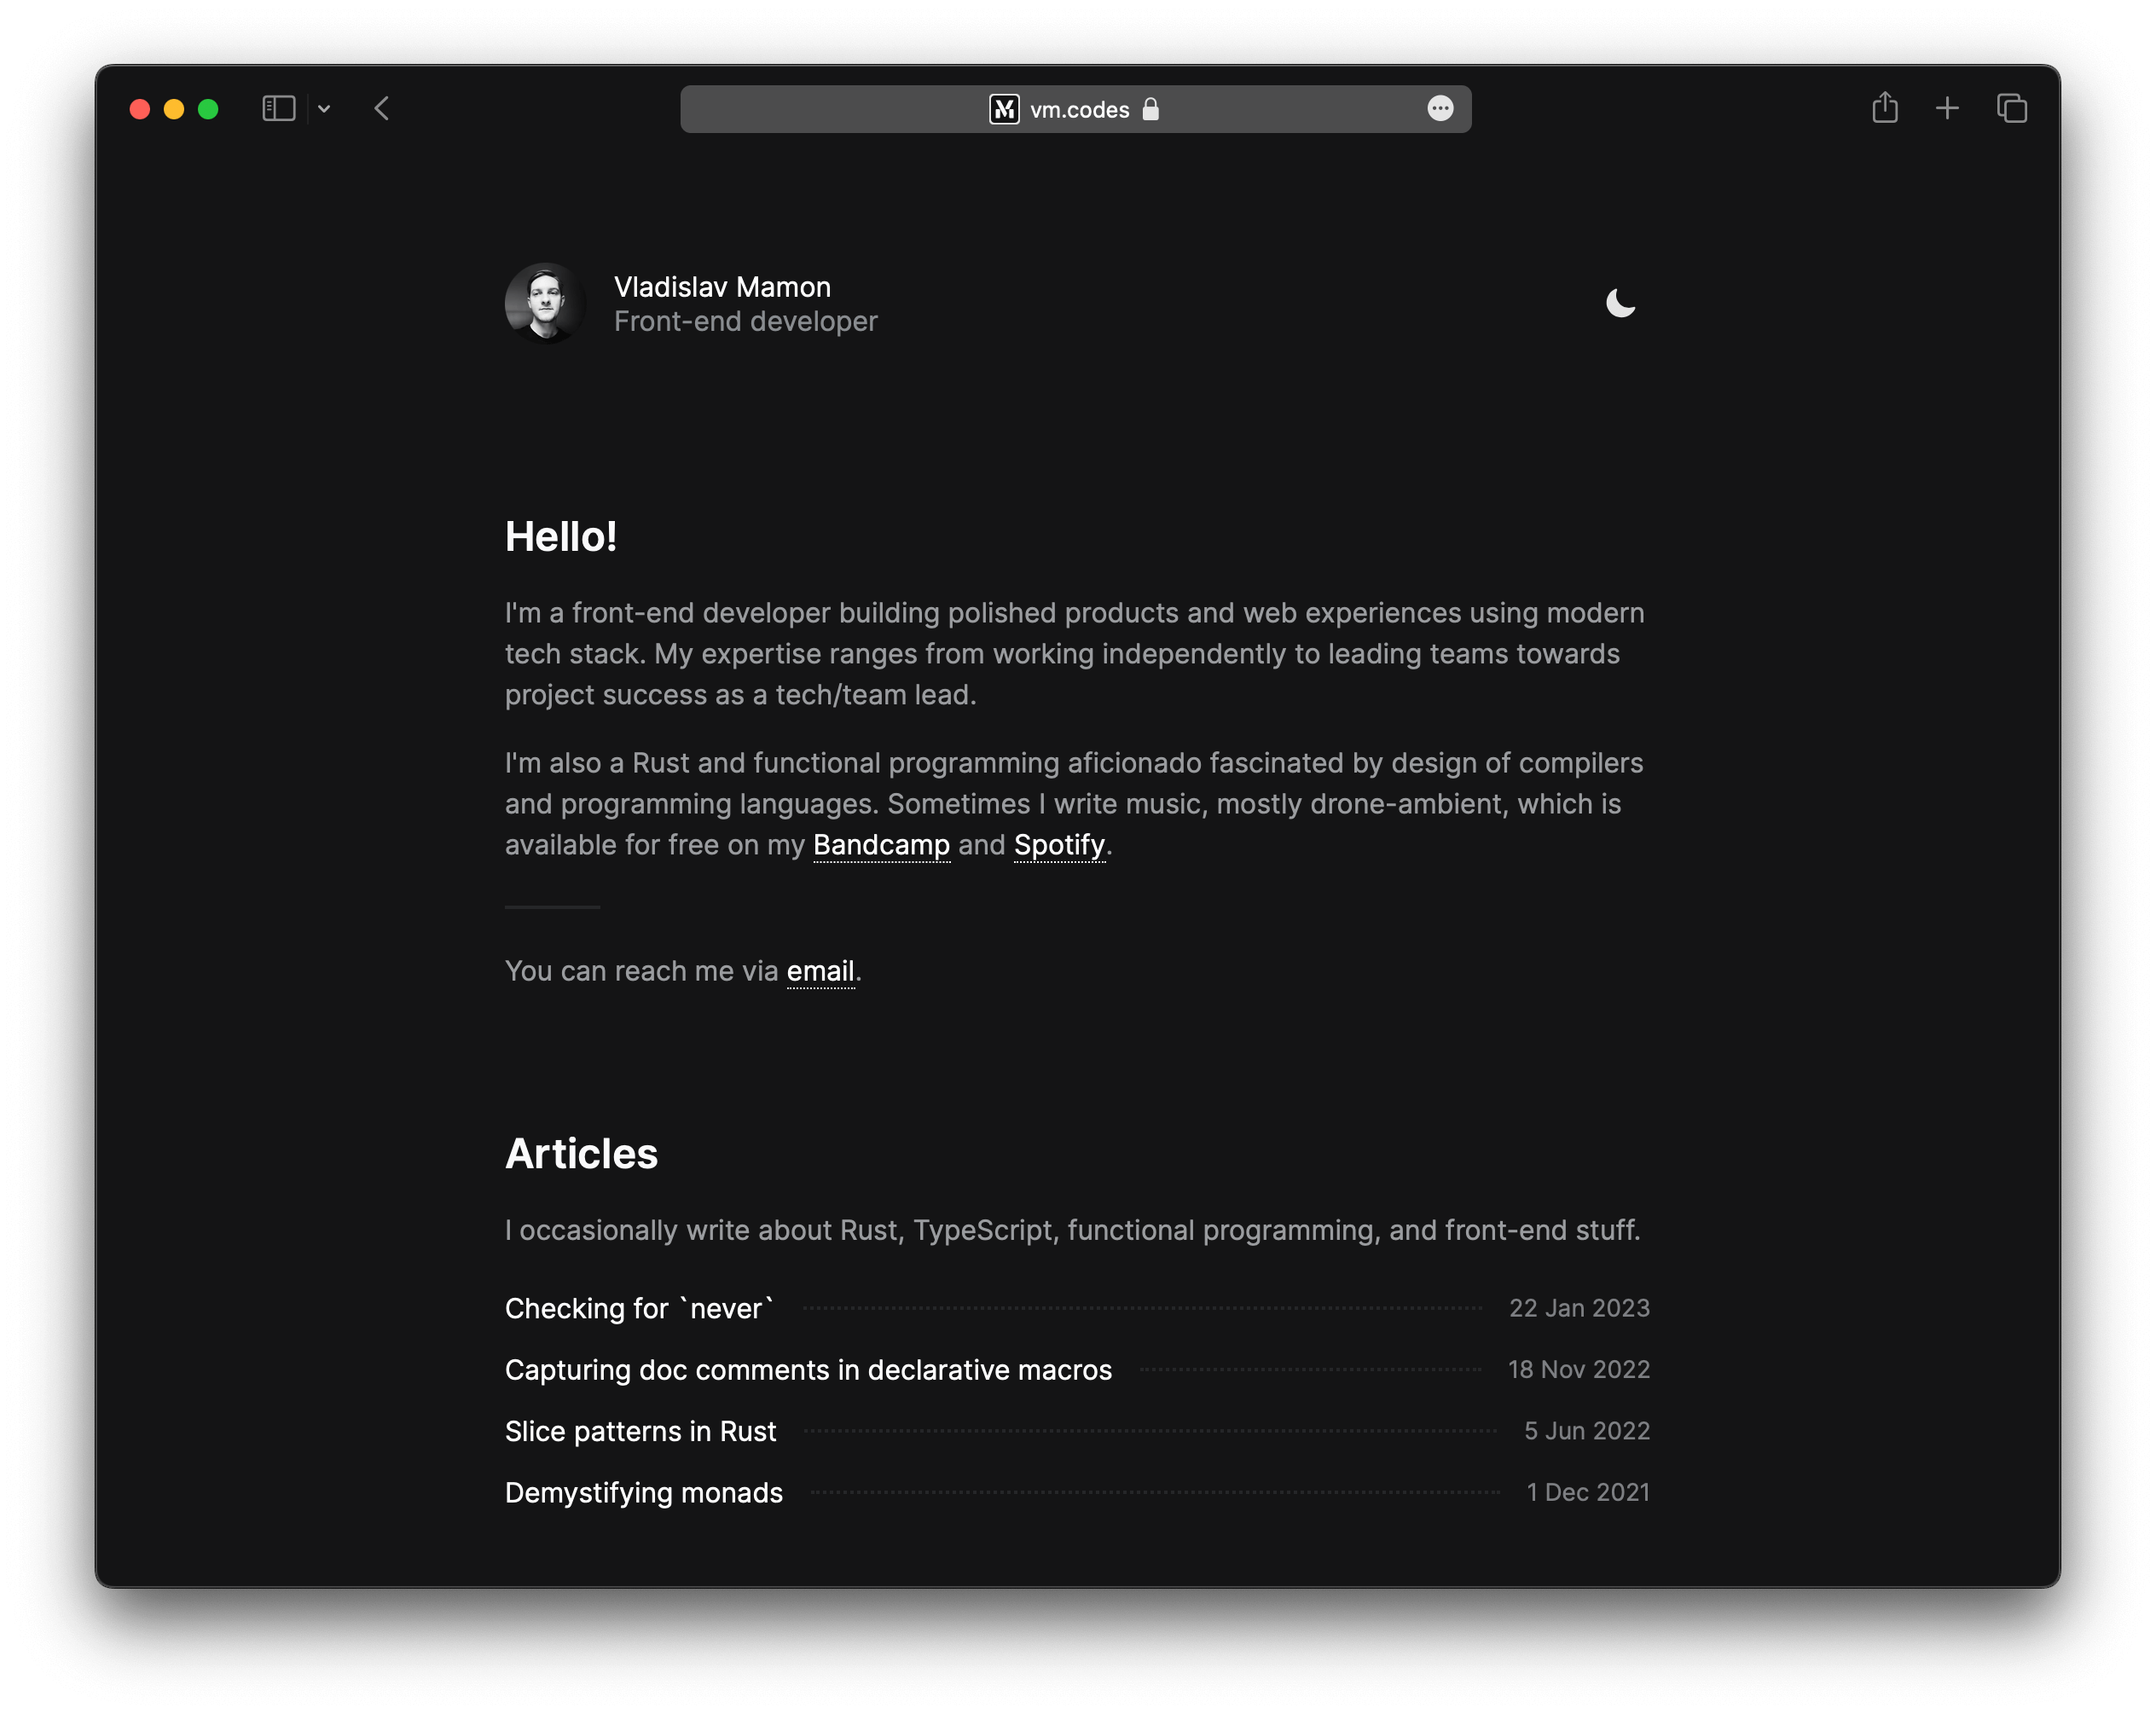 vm.codes
Vladislav Mamon
Front-end developer
Hello!
I'm a front-end developer building polished products and web experiences using modern
tech stack. My expertise ranges from working independently to leading teams towards
project success as a tech/team lead.
I'm also a Rust and functional programming aficionado fascinated by design of compilers
and programming languages. Sometimes I write music, mostly drone-ambient, which is
available for free on my Bandcamp and Spotify.
You can reach me via email.
Articles
I occasionally write about Rust, TypeScript, functional programming, and front-end stuff.
Checking for `never` 22 Jan 2023
Capturing doc comments in declarative macros 18 Nov 2022
Slice patterns in Rust 5 Jun 2022
Demystifying monads 1 Dec 2021